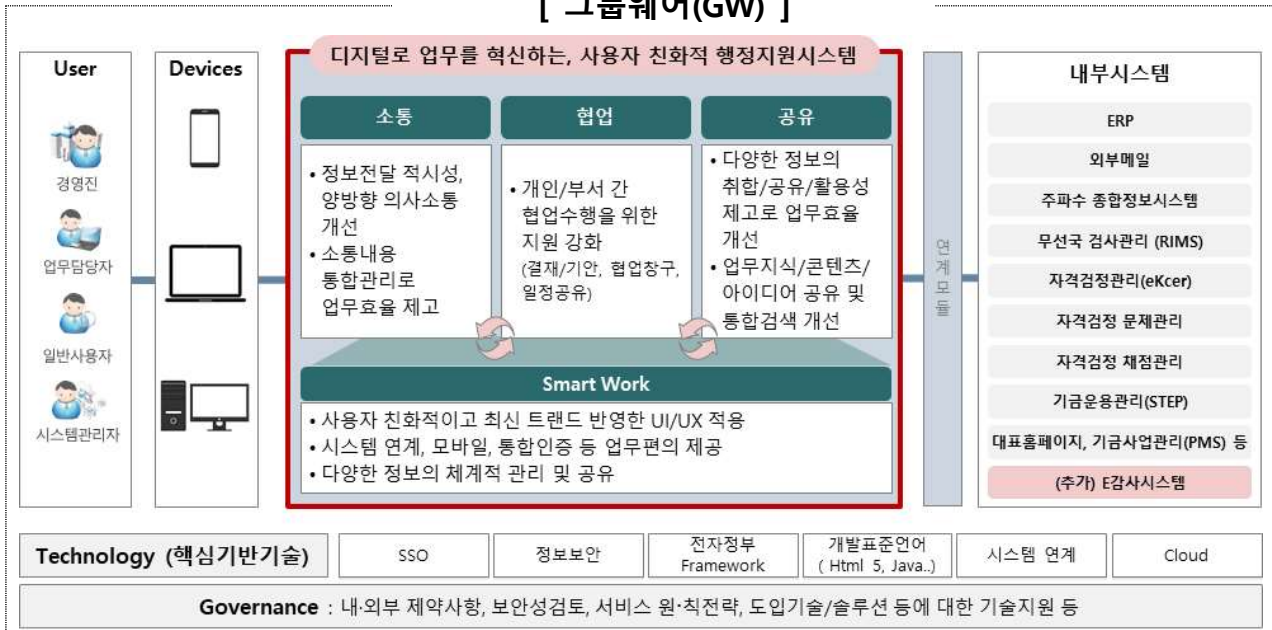 [ 그룹웨어(GW) ]
디지털로 업무를 혁신하는, 사용자 친화적 행정지원시스템
User
경영진
업무담당자
일반사용자
시스템관리자
Devices
소통
• 정보전달 적시성,
양방향 의사소통
개선
• 소통내용
통합관리로
업무효율 제고
협업
• 개인/부서 간
협업수행을 위한
지원 강화
(결재/기안, 협업창구,
일정공유)
공유
• 다양한 정보의
취합/공유/활용성
제고로 업무효율
개선
• 업무지식/콘텐츠/
아이디어 공유 및
통합검색 개선
Smart Work
• 사용자 친화적이고 최신 트랜드 반영한 UI/UX 적용
• 시스템 연계, 모바일, 통합인증 등 업무편의 제공
• 다양한 정보의 체계적 관리 및 공유
연계모듈
내부시스템
ERP
외부메일
주파수 종합정보시스템
무선국 검사관리 (RIMS)
자격검정관리(eKcer)
자격검정 문제관리
자격검정 채점관리
기금운용관리(STEP)
대표홈페이지, 기금사업관리(PMS) 등
(추가) E감사시스템
Technology (핵심기반기술)
SSO
정보보안
전자정부
Framework
개발표준언어
( Html 5, Java..)
시스템 연계
Cloud
Governance : 내·외부 제약사항, 보안성검토, 서비스 원·칙전략, 도입기술/솔루션 등에 대한 기술지원 등